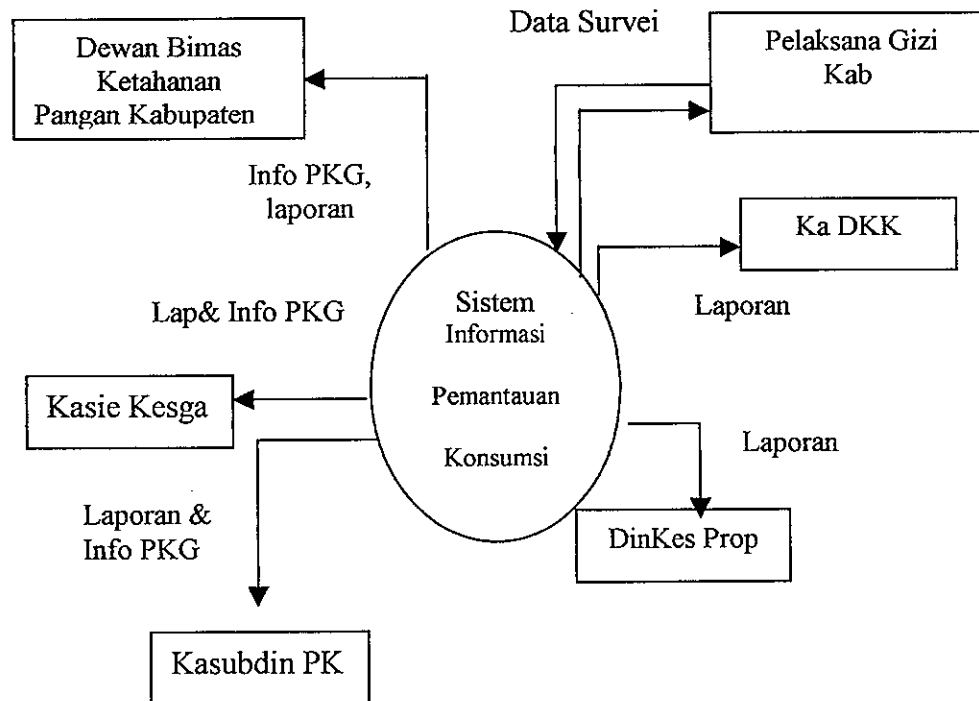 Data Survei
Dewan Bimas
Ketahanan
Pangan Kabupaten
Pelaksana Gizi
Kab
Info PKG,
laporan
Ka DKK
Laporan
Lap& Info PKG
Sistem
Informasi
Pemantauan
Konsumsi
Kasie Kesga
Laporan
Laporan &
Info PKG
DinKes Prop
Kasubdin PK